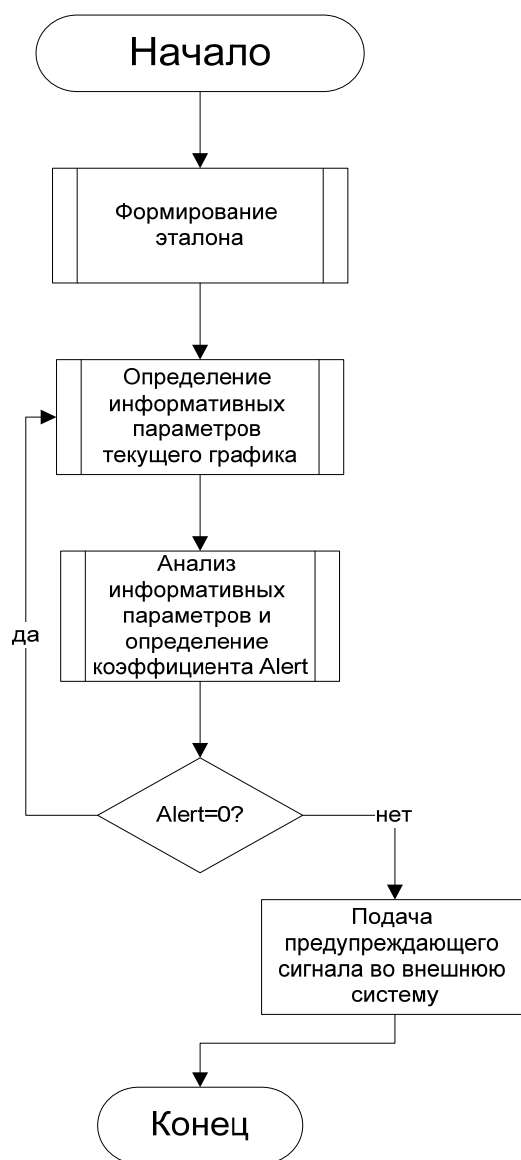 Начало
Формирование
эталона
Определение
информативных
параметров
текущего графика
Анализ
информативных
параметров и
определение
коэффициента Alert
да
Alert=0?
нет
Подача
предупреждающего
сигнала во внешнюю
систему
Конец